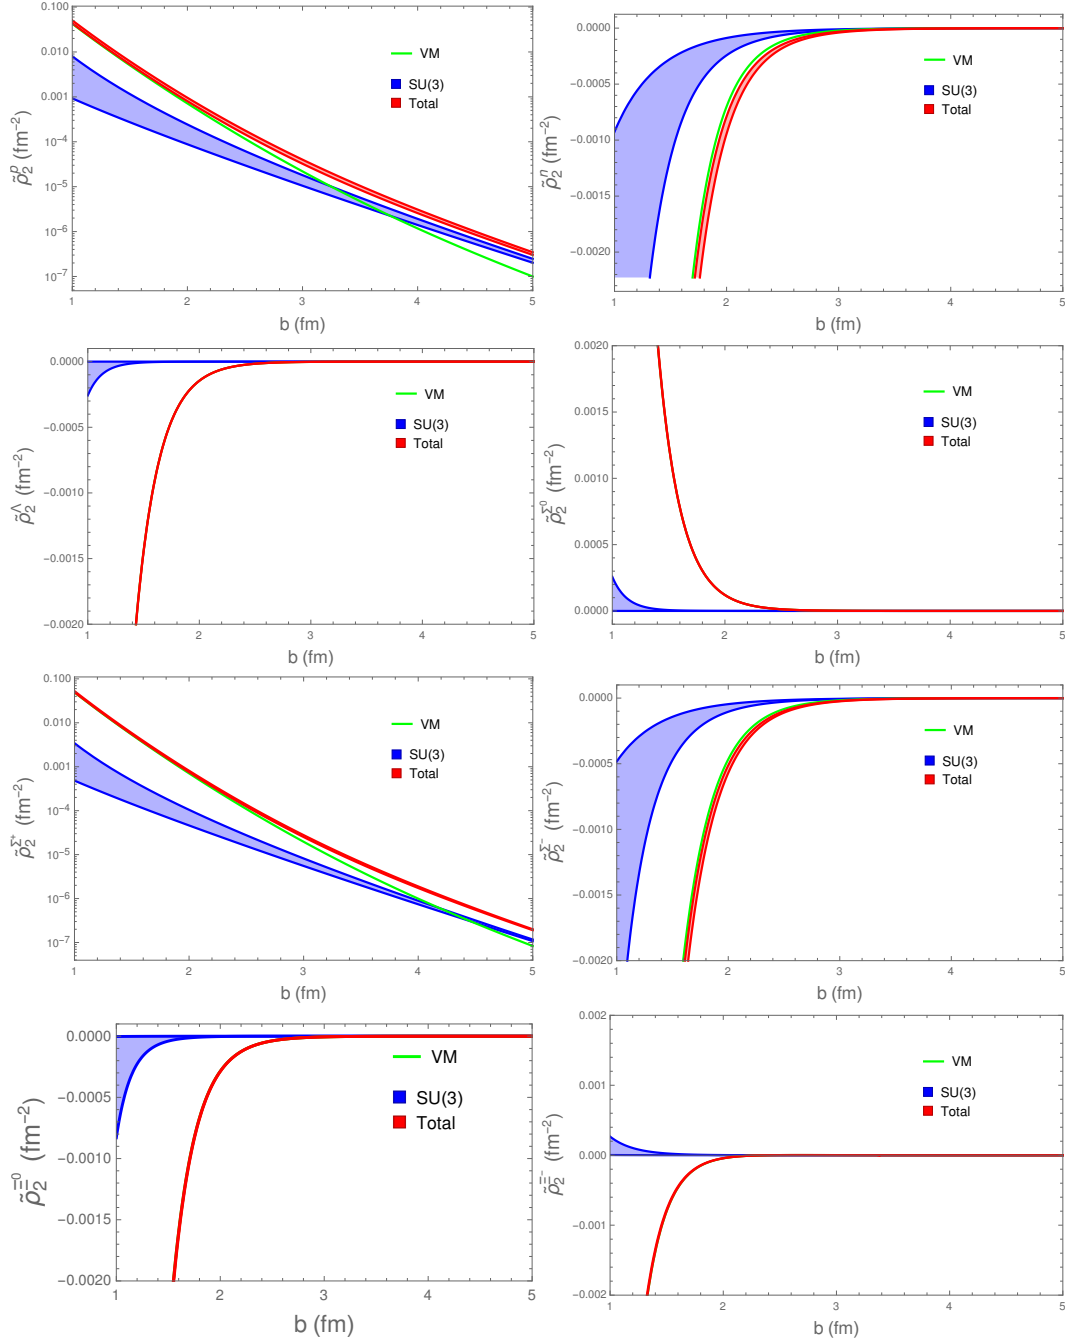 0.100
0.010
0.001
10⁻⁴
10⁻⁵
10⁻⁶
10⁻⁷
ρ̃₂ᵖ (fm⁻²)
VM
SU(3)
Total
1 2 3 4 5
b (fm)
0.0000
−0.0005
−0.0010
−0.0015
−0.0020
ρ̃₂ⁿ (fm⁻²)
VM
SU(3)
Total
1 2 3 4 5
b (fm)
0.0000
−0.0005
−0.0010
−0.0015
−0.0020
ρ̃₂^Λ (fm⁻²)
VM
SU(3)
Total
1 2 3 4 5
b (fm)
0.0020
0.0015
0.0010
0.0005
0.0000
ρ̃₂^Σ⁰ (fm⁻²)
VM
SU(3)
Total
1 2 3 4 5
b (fm)
0.100
0.010
0.001
10⁻⁴
10⁻⁵
10⁻⁶
10⁻⁷
ρ̃₂^Σ⁺ (fm⁻²)
VM
SU(3)
Total
1 2 3 4 5
b (fm)
0.0000
−0.0005
−0.0010
−0.0015
−0.0020
ρ̃₂^Σ⁻ (fm⁻²)
VM
SU(3)
Total
1 2 3 4 5
b (fm)
0.0000
−0.0005
−0.0010
−0.0015
−0.0020
ρ̃₂^Ξ⁰ (fm⁻²)
VM
SU(3)
Total
1 2 3 4 5
b (fm)
0.002
0.001
0.000
−0.001
−0.002
ρ̃₂^Ξ⁻ (fm⁻²)
VM
SU(3)
Total
1 2 3 4 5
b (fm)